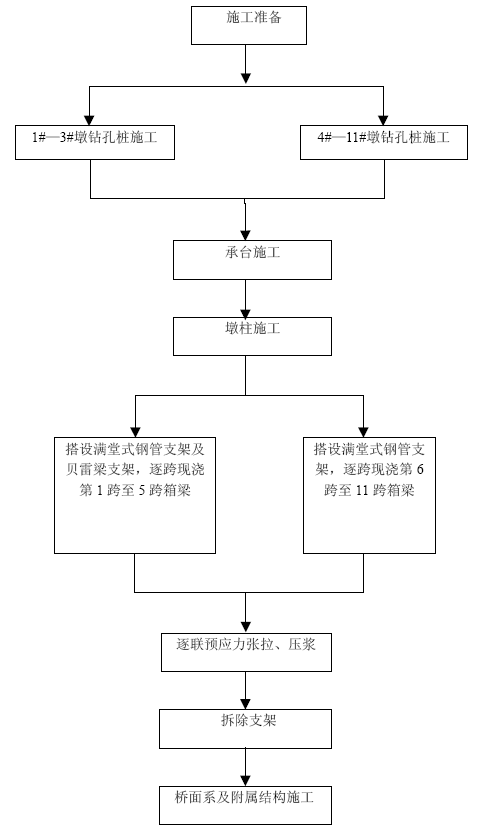 施工准备
1#—3#墩钻孔桩施工
4#—11#墩钻孔桩施工
承台施工
墩柱施工
搭设满堂式钢管支架及
贝雷梁支架，逐跨现浇
第 1 跨至 5 跨箱梁
搭设满堂式钢管支
架，逐跨现浇第 6
跨至 11 跨箱梁
逐联预应力张拉、压浆
拆除支架
桥面系及附属结构施工